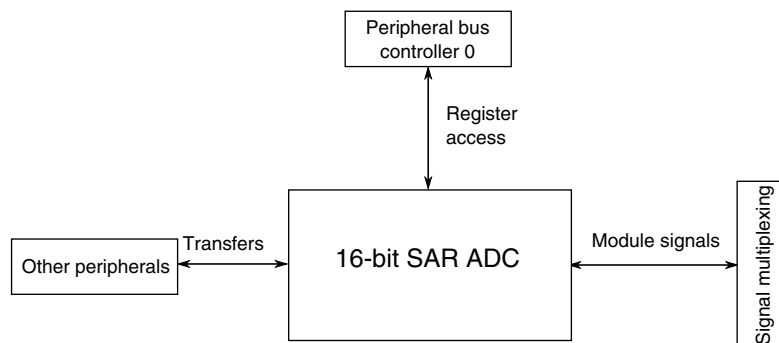 Peripheral bus
controller 0
Register
access
Transfers
Other peripherals
16-bit SAR ADC
Module signals
Signal multiplexing